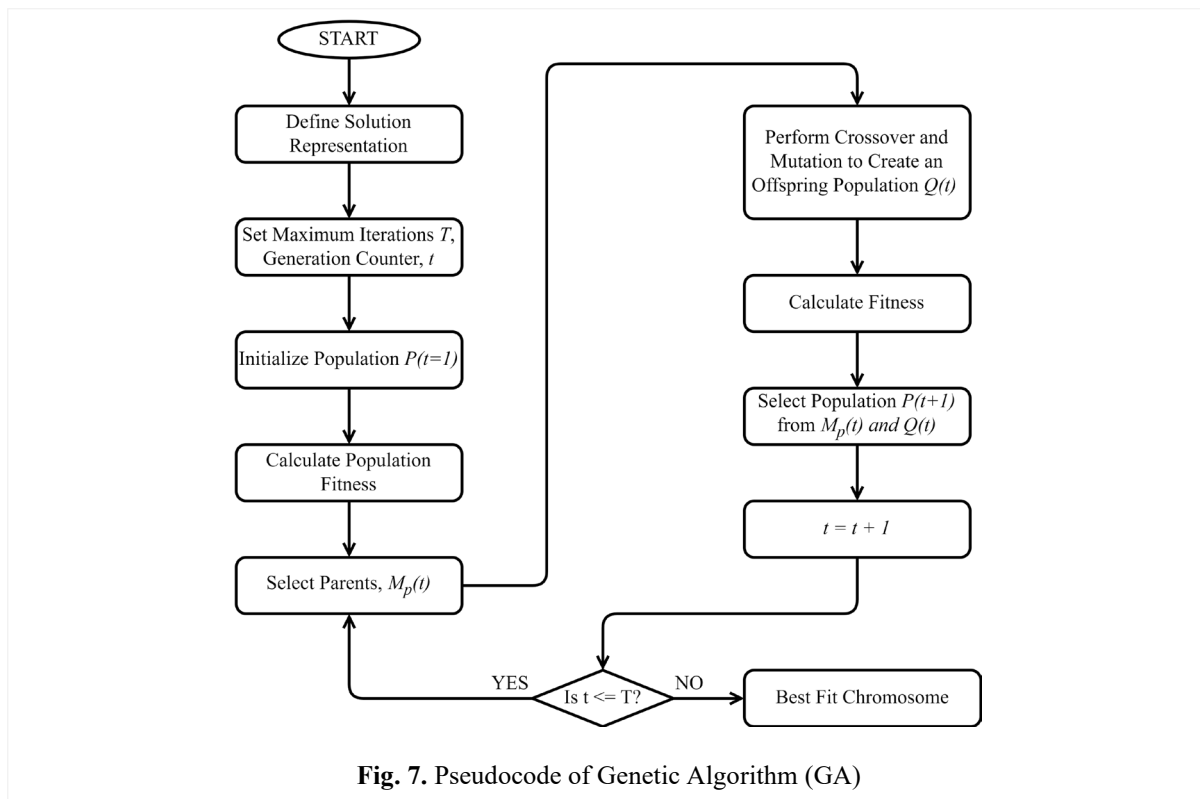 START
Define Solution
Representation
Set Maximum Iterations T,
Generation Counter, t
Initialize Population P(t=1)
Calculate Population
Fitness
Select Parents, Mp(t)
Perform Crossover and
Mutation to Create an
Offspring Population Q(t)
Calculate Fitness
Select Population P(t+1)
from Mp(t) and Q(t)
t = t + 1
Is t <= T?
YES
NO
Best Fit Chromosome
Fig. 7. Pseudocode of Genetic Algorithm (GA)